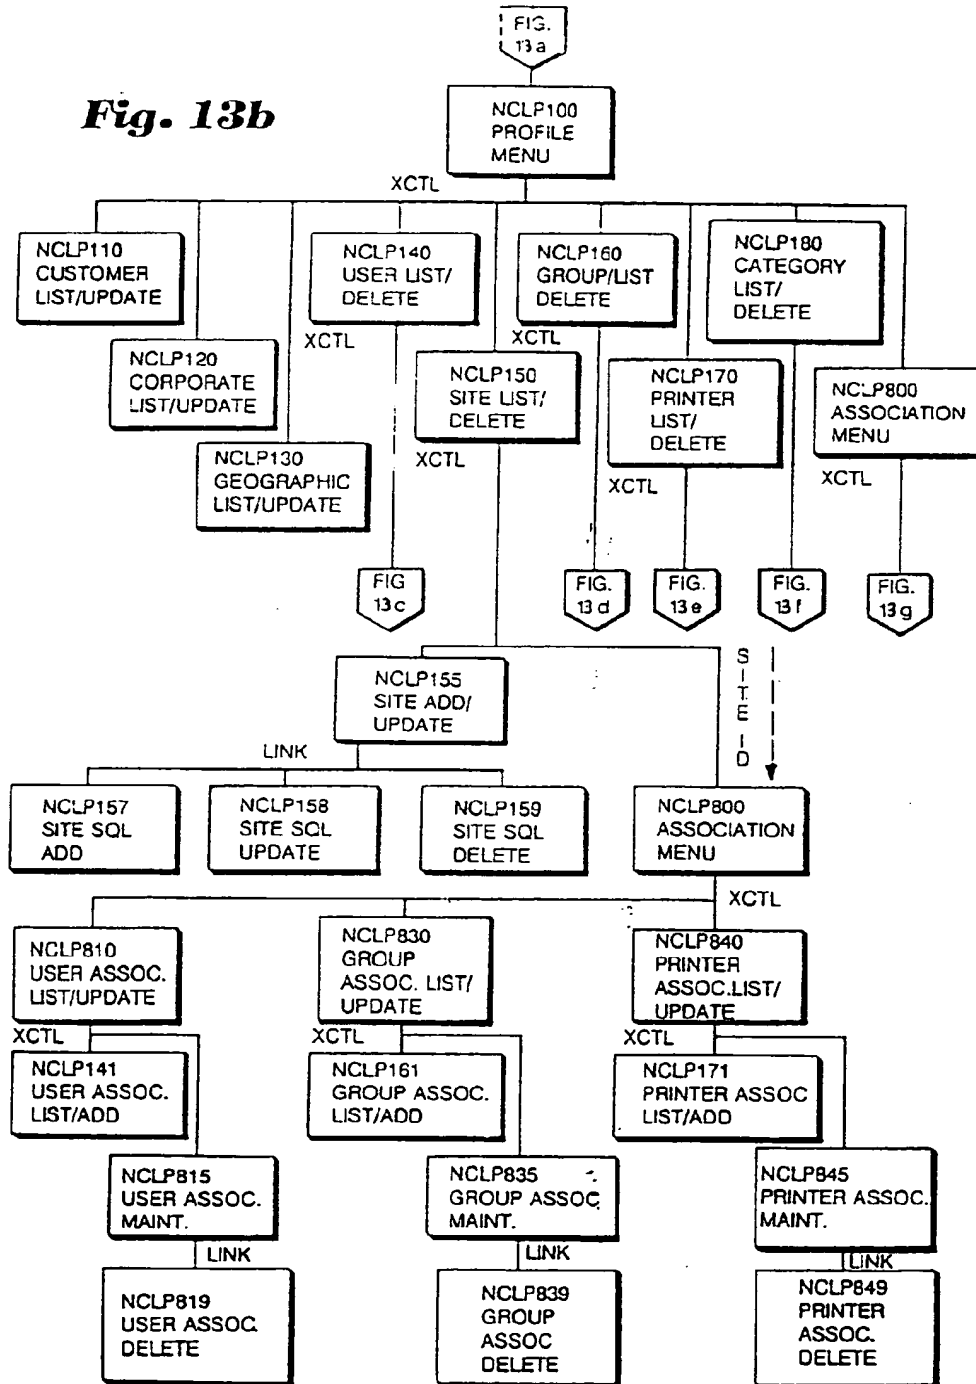 FIG.
13a
Fig. 13b
NCLP100
PROFILE
MENU
XCTL
NCLP110
CUSTOMER
LIST/UPDATE
NCLP140
USER LIST/
DELETE
NCLP160
GROUP/LIST
DELETE
NCLP180
CATEGORY
LIST/
DELETE
XCTL
XCTL
NCLP120
CORPORATE
LIST/UPDATE
NCLP150
SITE LIST/
DELETE
NCLP170
PRINTER
LIST/
DELETE
NCLP800
ASSOCIATION
MENU
NCLP130
GEOGRAPHIC
LIST/UPDATE
XCTL
XCTL
XCTL
FIG
13c
FIG.
13d
FIG.
13e
FIG.
13f
FIG.
13g
NCLP155
SITE ADD/
UPDATE
SITE ID
LINK
NCLP157
SITE SQL
ADD
NCLP158
SITE SQL
UPDATE
NCLP159
SITE SQL
DELETE
NCLP800
ASSOCIATION
MENU
XCTL
NCLP810
USER ASSOC.
LIST/UPDATE
NCLP830
GROUP
ASSOC. LIST/
UPDATE
NCLP840
PRINTER
ASSOC.LIST/
UPDATE
XCTL
XCTL
XCTL
NCLP141
USER ASSOC.
LIST/ADD
NCLP161
GROUP ASSOC.
LIST/ADD
NCLP171
PRINTER ASSOC
LIST/ADD
NCLP815
USER ASSOC.
MAINT.
NCLP835
GROUP ASSOC
MAINT.
NCLP845
PRINTER ASSOC.
MAINT.
LINK
LINK
LINK
NCLP819
USER ASSOC.
DELETE
NCLP839
GROUP
ASSOC
DELETE
NCLP849
PRINTER
ASSOC.
DELETE